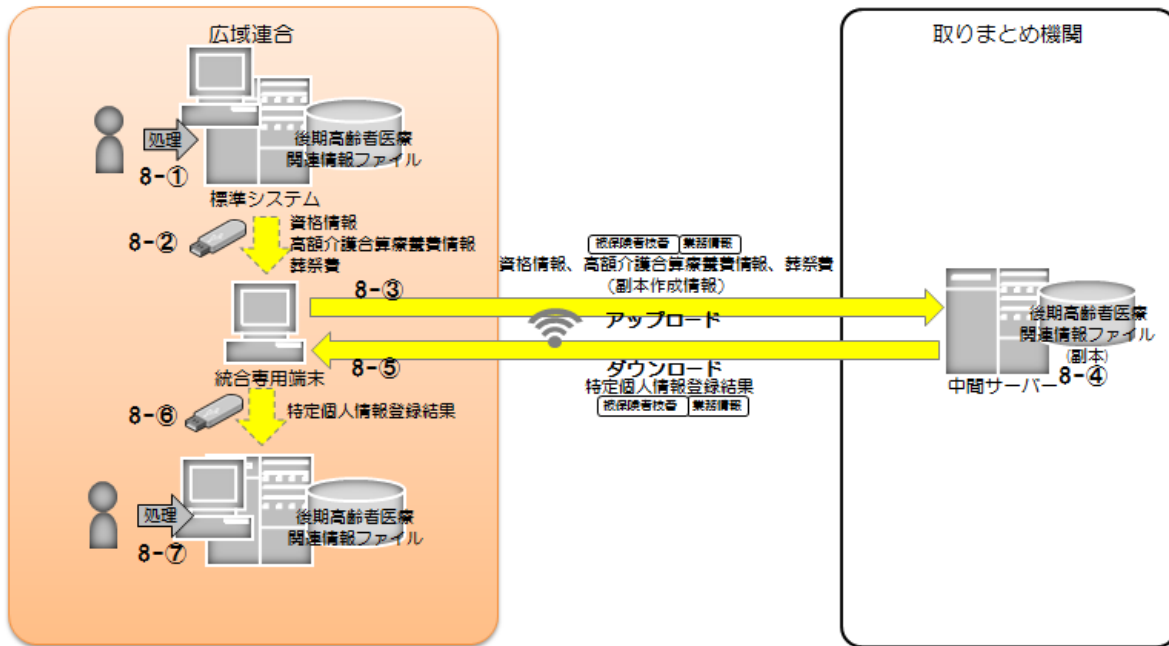 広域連合
取りまとめ機関
処理
8-①
後期高齢者医療
関連情報ファイル
標準システム
8-②
資格情報
高額介護合算療養費情報
葬祭費
被保険者枝番 業務情報
資格情報、高額介護合算療養費情報、葬祭費
(副本作成情報)
8-③
アップロード
後期高齢者医療
関連情報ファイル
(副本)
8-④
中間サーバー
統合専用端末
8-⑤
ダウンロード
特定個人情報登録結果
被保険者枝番 業務情報
8-⑥
特定個人情報登録結果
処理
8-⑦
後期高齢者医療
関連情報ファイル